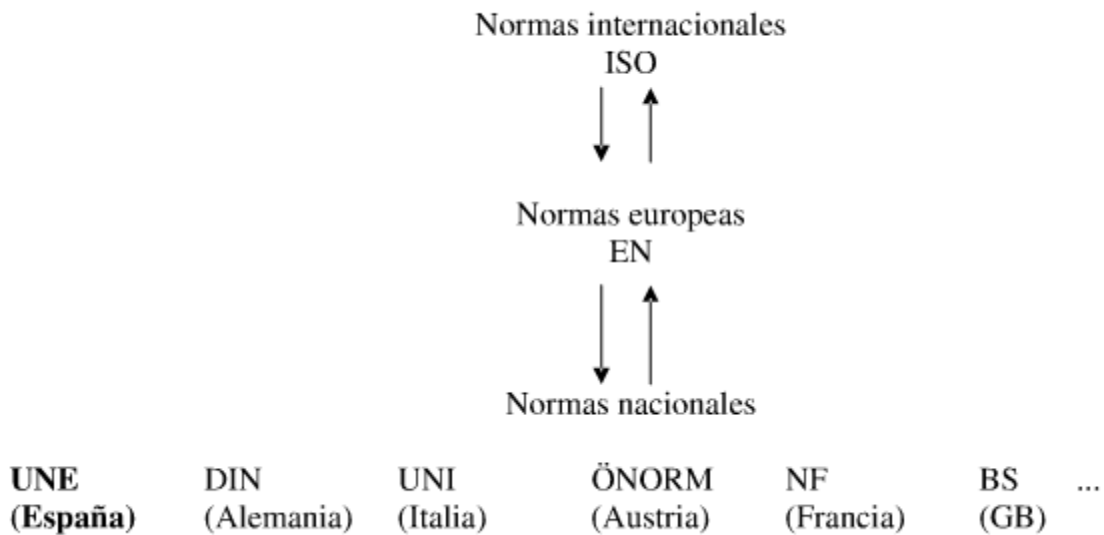 Normas internacionales
ISO
Normas europeas
EN
Normas nacionales
UNE DIN UNI ÖNORM NF BS ...
(España) (Alemania) (Italia) (Austria) (Francia) (GB)